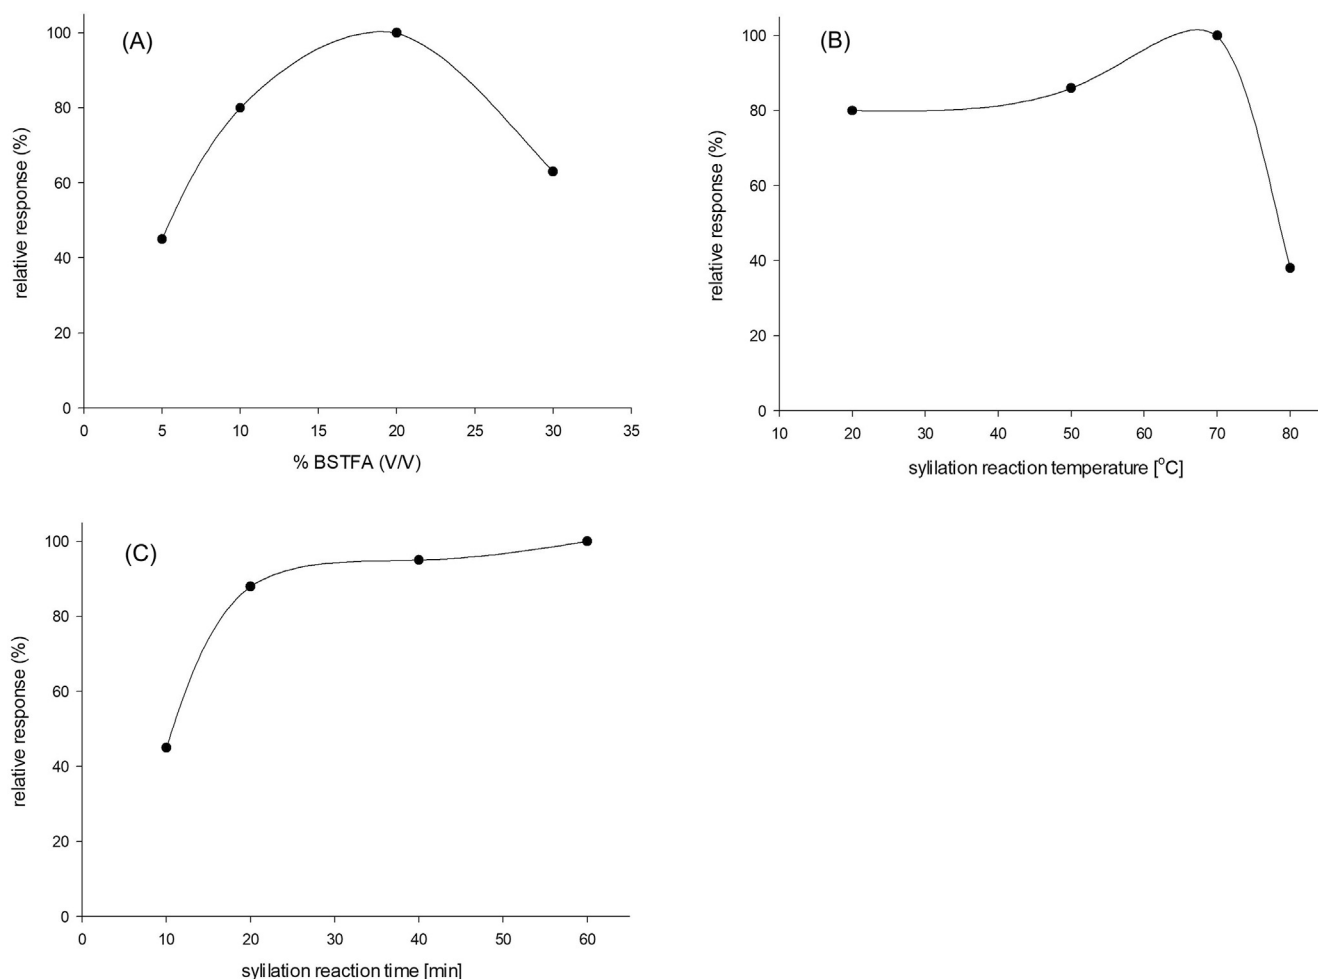 (A)
relative response (%)
100
80
60
40
20
0
0 5 10 15 20 25 30 35
% BSTFA (V/V)
(B)
relative response (%)
100
80
60
40
20
0
10 20 30 40 50 60 70 80
sylilation reaction temperature [°C]
(C)
relative response (%)
100
80
60
40
20
0
0 10 20 30 40 50 60
sylilation reaction time [min]